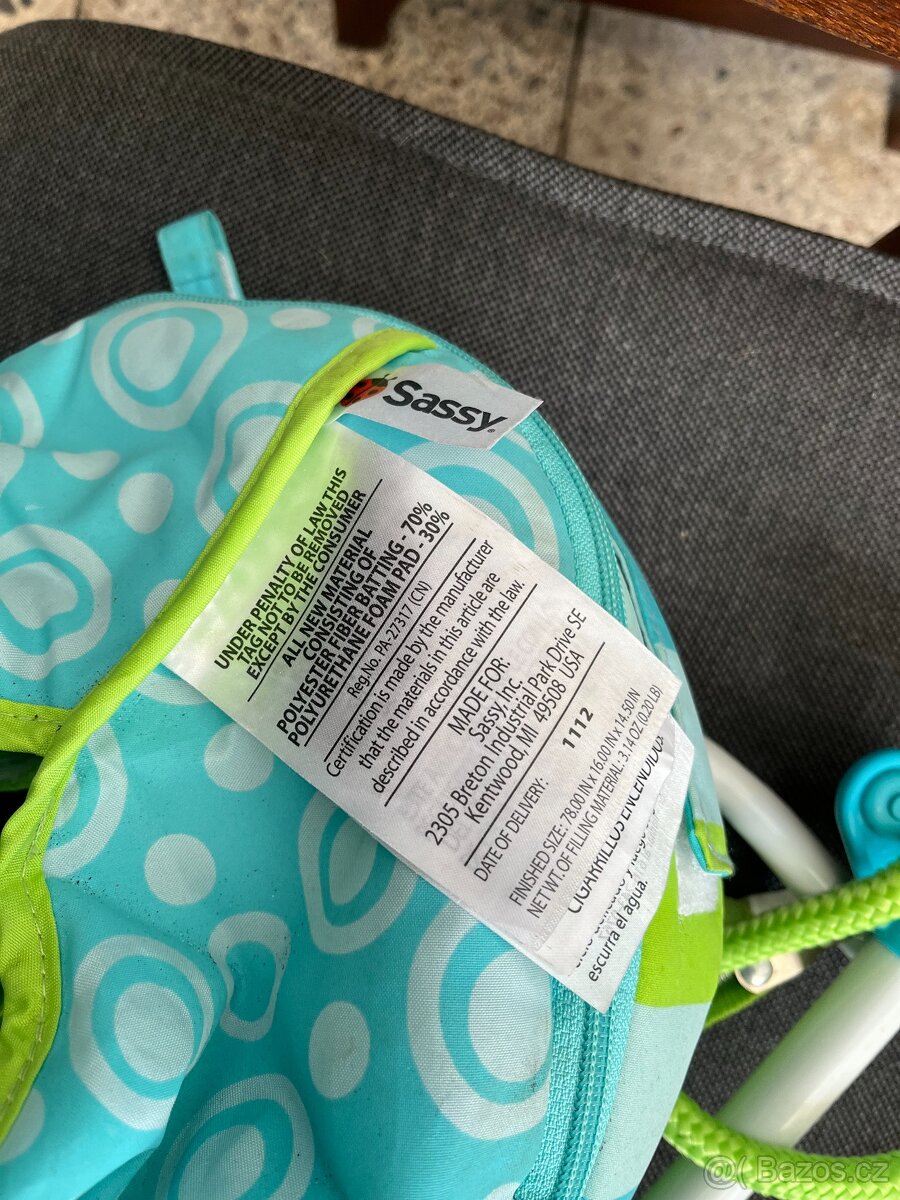 Sassy®
UNDER PENALTY OF LAW THIS
TAG NOT TO BE REMOVED
EXCEPT BY THE CONSUMER
ALL NEW MATERIAL
CONSISTING OF
POLYESTER FIBER BATTING - 70%
POLYURETHANE FOAM PAD - 30%
Reg.No. PA-27317 (CN)
Certification is made by the manufacturer
that the materials in this article are
described in accordance with the law.
MADE FOR:
Sassy, Inc.
2305 Breton Industrial Park Drive SE
Kentwood MI 49508 USA
DATE OF DELIVERY: 1112
FINISHED SIZE: 78.00 IN X 16.00 IN X 14.50IN
NET WT. OF FILLING MATERIAL: 3.14 OZ (0.20 LB)
CIGARRILLOS ENCENDIDO
escurra el agua.
@( Bazos.cz